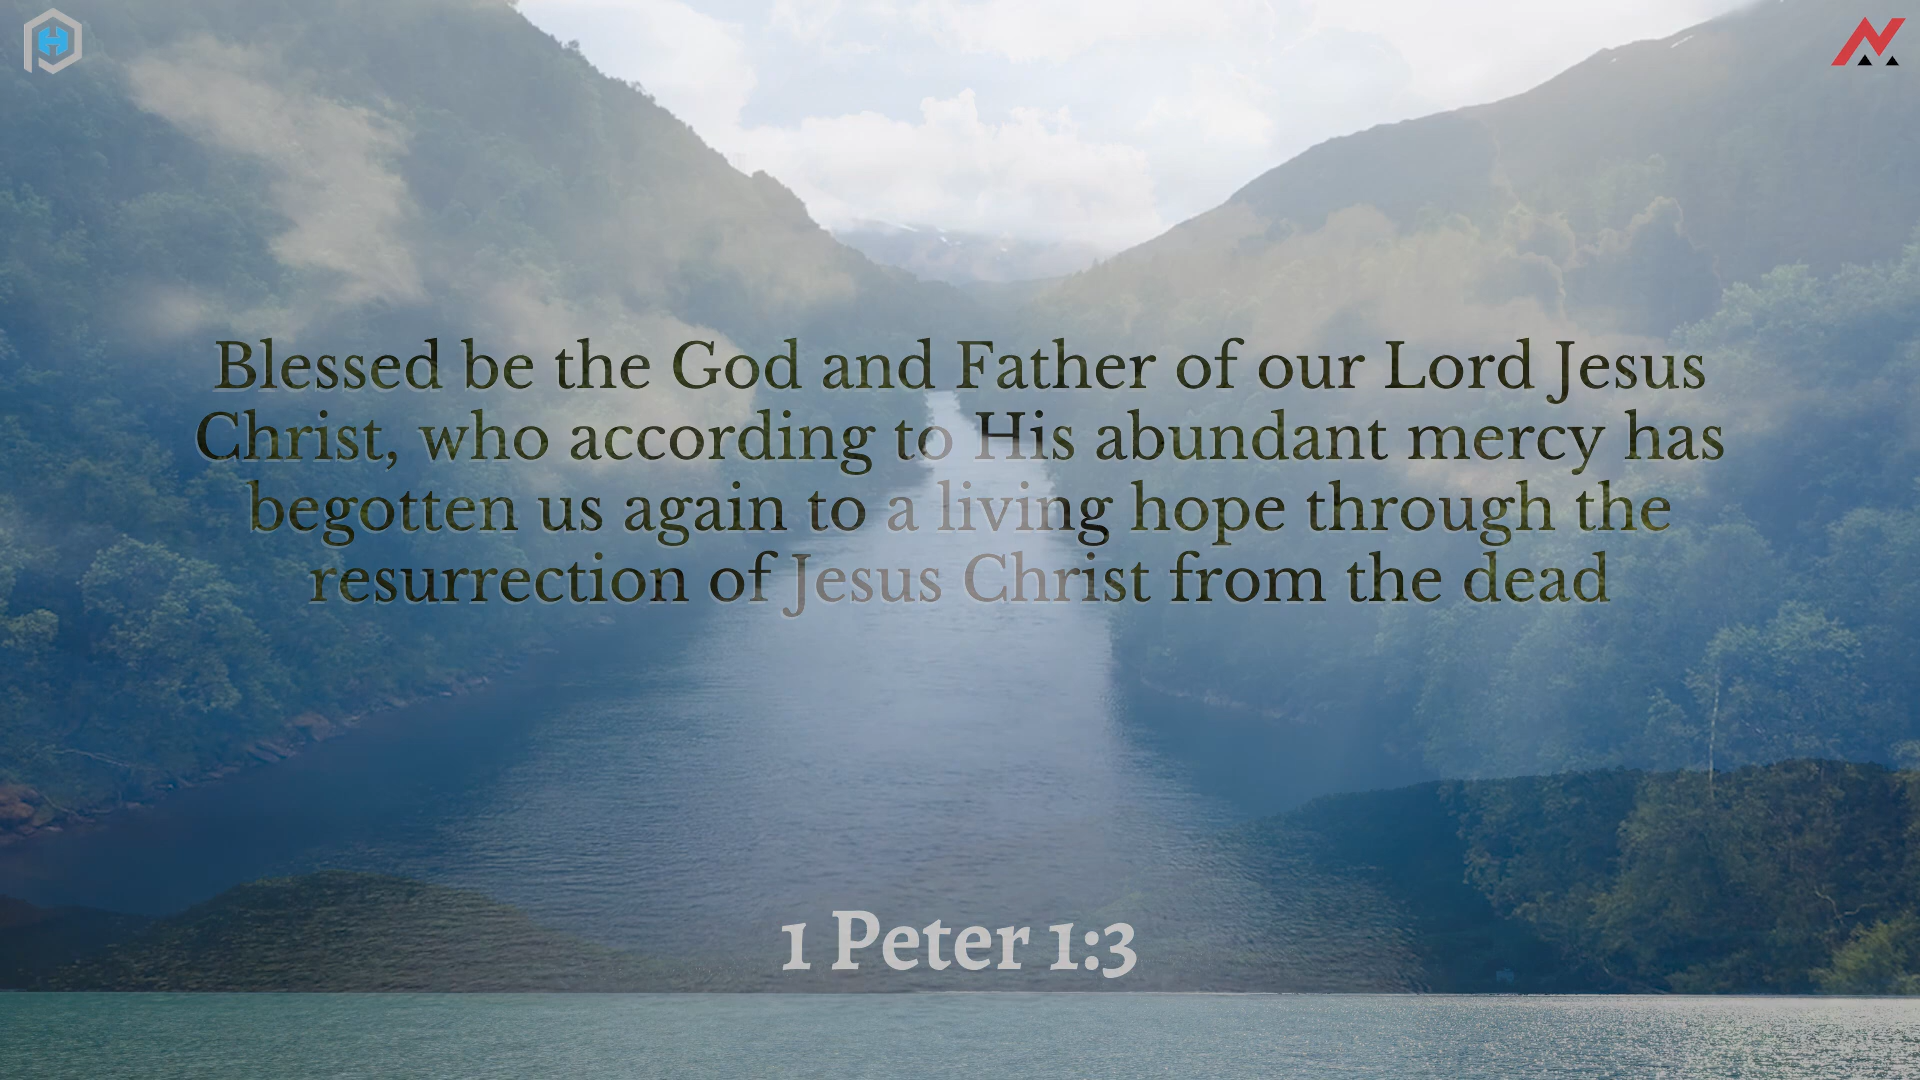 Blessed be the God and Father of our Lord Jesus
Christ, who according to His abundant mercy has
begotten us again to a living hope through the
resurrection of Jesus Christ from the dead
1 Peter 1:3